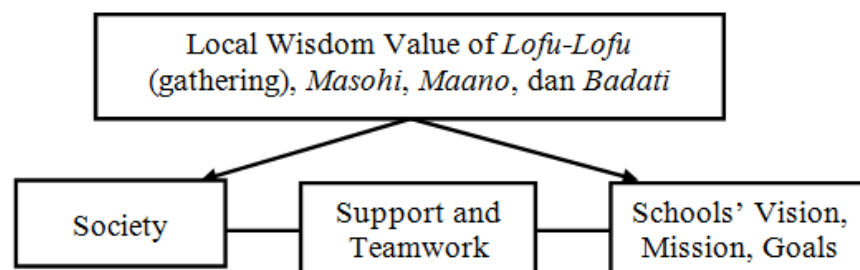 Local Wisdom Value of Lofu-Lofu
(gathering), Masohi, Maano, dan Badati
Society
Support and
Teamwork
Schools' Vision,
Mission, Goals